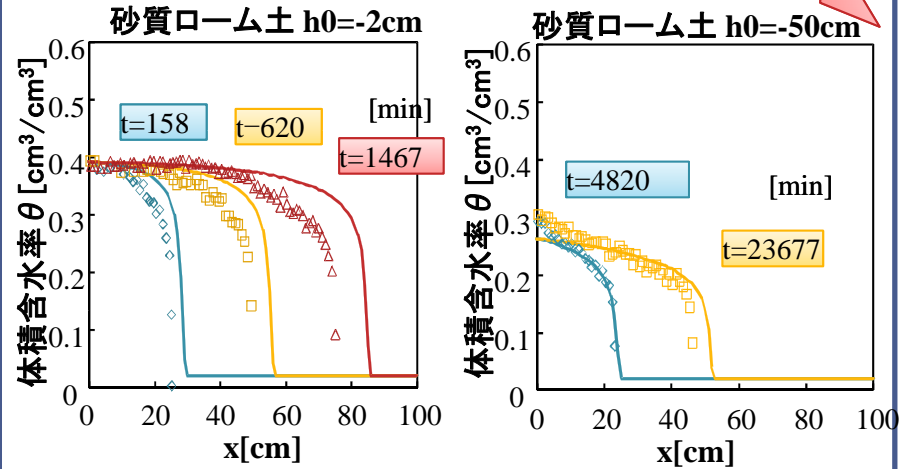 砂質ローム土 h0=-2cm
体積含水率 θ [cm³/cm³]
0.6
0.5
0.4
0.3
0.2
0.1
0
[min]
t=158
t=620
t=1467
0 20 40 60 80 100
x[cm]
砂質ローム土 h0=-50cm
体積含水率 θ [cm³/cm³]
0.6
0.5
0.4
0.3
0.2
0.1
0
t=4820
[min]
t=23677
0 20 40 60 80 100
x[cm]